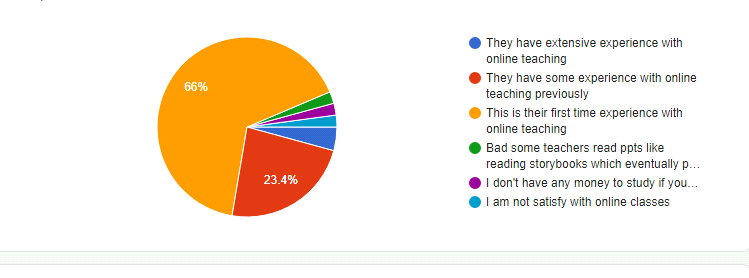 66%
23.4%
They have extensive experience with
online teaching
They have some experience with online
teaching previously
This is their first time experience with
online teaching
Bad some teachers read ppts like
reading storybooks which eventually p...
I don't have any money to study if you...
I am not satisfy with online classes